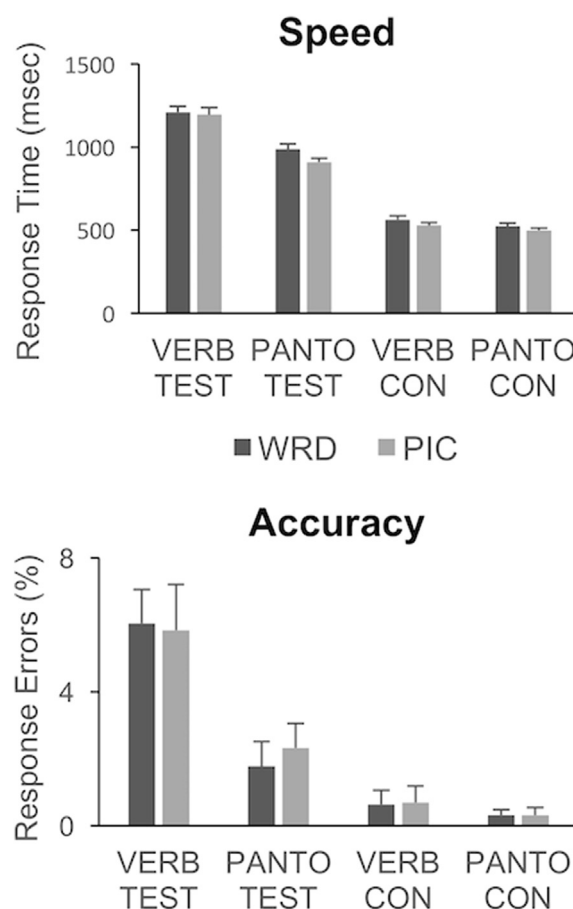 Speed
Response Time (msec)
1500
1000
500
0
VERB PANTO VERB PANTO
TEST TEST CON CON
WRD PIC
Accuracy
Response Errors (%)
8
4
0
VERB PANTO VERB PANTO
TEST TEST CON CON